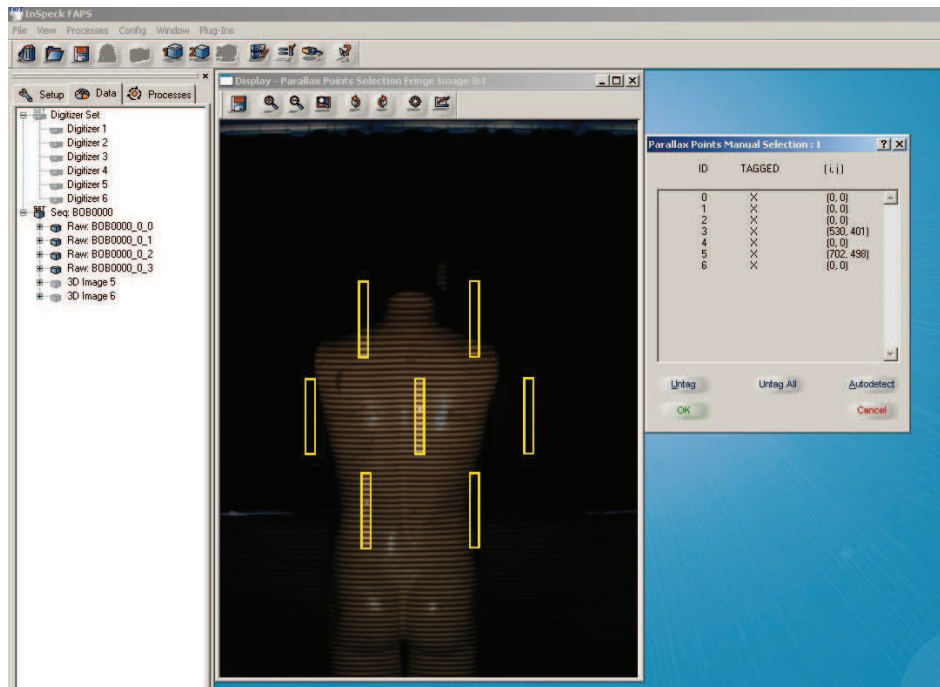 InSpeck FAPS
File View Processes Config Window Plug-Ins
Setup Data Processes
Digitizer Set
Digitizer 1
Digitizer 2
Digitizer 3
Digitizer 4
Digitizer 5
Digitizer 6
Seq: BOB0000
Raw: BOB0000_0_0
Raw: BOB0000_0_1
Raw: BOB0000_0_2
Raw: BOB0000_0_3
3D Image 5
3D Image 6
Display - Parallax Points Selection Fringe Image 0:1
Parallax Points Manual Selection : 1
ID TAGGED (i,j)
0 X (0, 0)
1 X (0, 0)
2 X (0, 0)
3 X (530, 401)
4 X (0, 0)
5 X (702, 498)
6 X (0, 0)
Untag Untag All Autodetect
OK Cancel